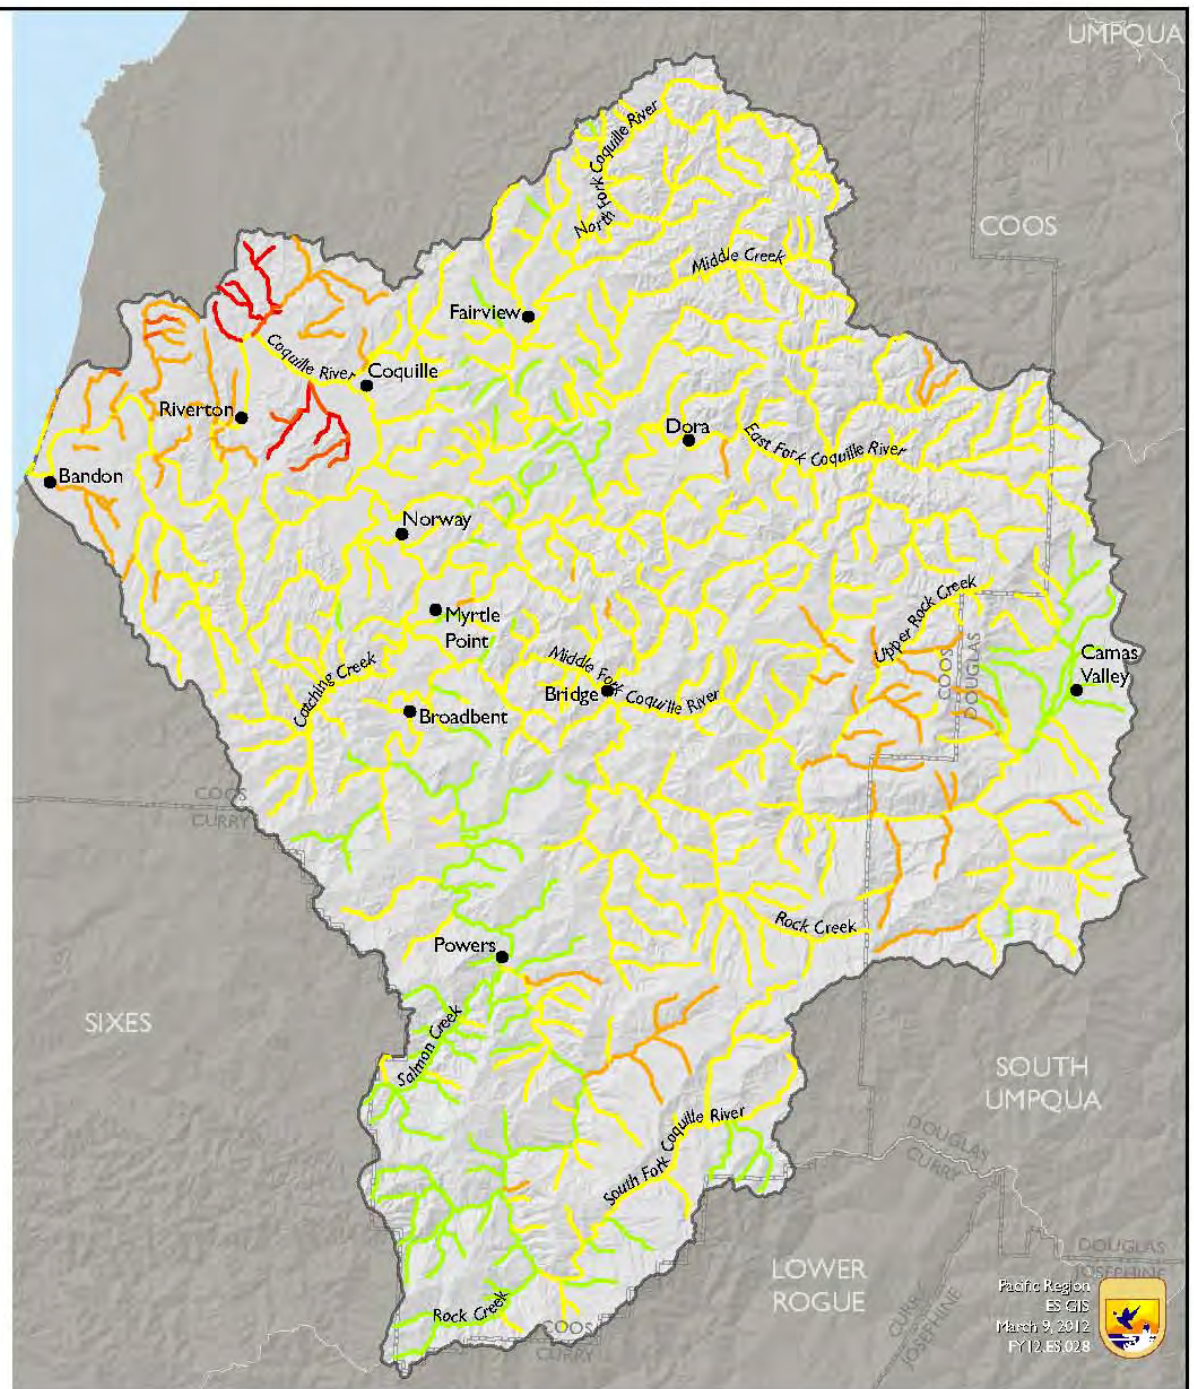 UMPQUA
North Fork Coquille River
COOS
Middle Creek
Fairview
Coquille River
Coquille
Riverton
Dora
East Fork Coquille River
Bandon
Norway
Upper Rock Creek
Myrtle
Point
COOS
DOUGLAS
Camas
Valley
Middle Fork Coquille River
Catching Creek
Bridge
Broadbent
COOS
CURRY
Rock Creek
Powers
SIXES
Salmon Creek
SOUTH
UMPQUA
South Fork Coquille River
DOUGLAS
CURRY
LOWER
ROGUE
DOUGLAS
JOSEPHINE
Pacific Region
ES GIS
March 9, 2012
FY12.ES.028
CURRY
JOSEPHINE
Rock Creek
COOS
CURRY